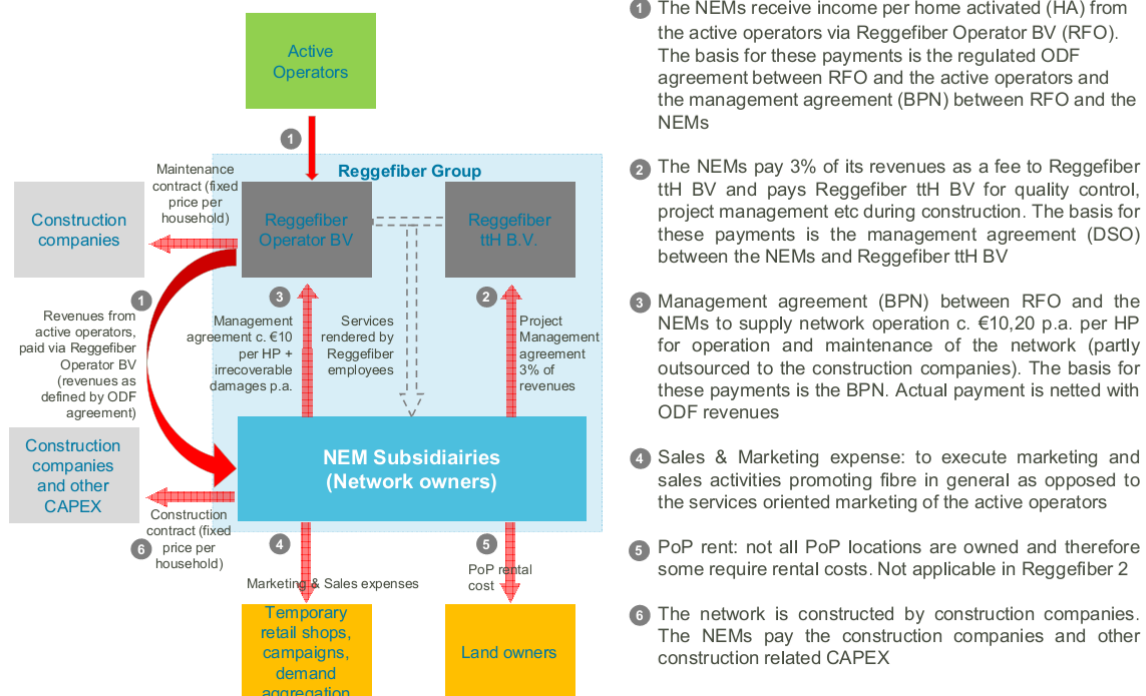 Active
Operators
1
Reggefiber Group
Maintenance
contract (fixed
price per
household)
Construction
companies
Reggefiber
Operator BV
Reggefiber
ttH B.V.
1
Revenues from
active operators,
paid via Reggefiber
Operator BV
(revenues as
defined by ODF
agreement)
3
Management
agreement c. €10
per HP +
irrecoverable
damages p.a.
Services
rendered by
Reggefiber
employees
2
Project
Management
agreement
3% of
revenues
Construction
companies
and other
CAPEX
NEM Subsidiairies
(Network owners)
6
Construction
contract (fixed
price per
household)
4
Marketing & Sales expenses
5
PoP rental
cost
Temporary
retail shops,
campaigns,
demand
aggregation
Land owners
1 The NEMs receive income per home activated (HA) from
the active operators via Reggefiber Operator BV (RFO).
The basis for these payments is the regulated ODF
agreement between RFO and the active operators and
the management agreement (BPN) between RFO and the
NEMs
2 The NEMs pay 3% of its revenues as a fee to Reggefiber
ttH BV and pays Reggefiber ttH BV for quality control,
project management etc during construction. The basis for
these payments is the management agreement (DSO)
between the NEMs and Reggefiber ttH BV
3 Management agreement (BPN) between RFO and the
NEMs to supply network operation c. €10,20 p.a. per HP
for operation and maintenance of the network (partly
outsourced to the construction companies). The basis for
these payments is the BPN. Actual payment is netted with
ODF revenues
4 Sales & Marketing expense: to execute marketing and
sales activities promoting fibre in general as opposed to
the services oriented marketing of the active operators
5 PoP rent: not all PoP locations are owned and therefore
some require rental costs. Not applicable in Reggefiber 2
6 The network is constructed by construction companies.
The NEMs pay the construction companies and other
construction related CAPEX